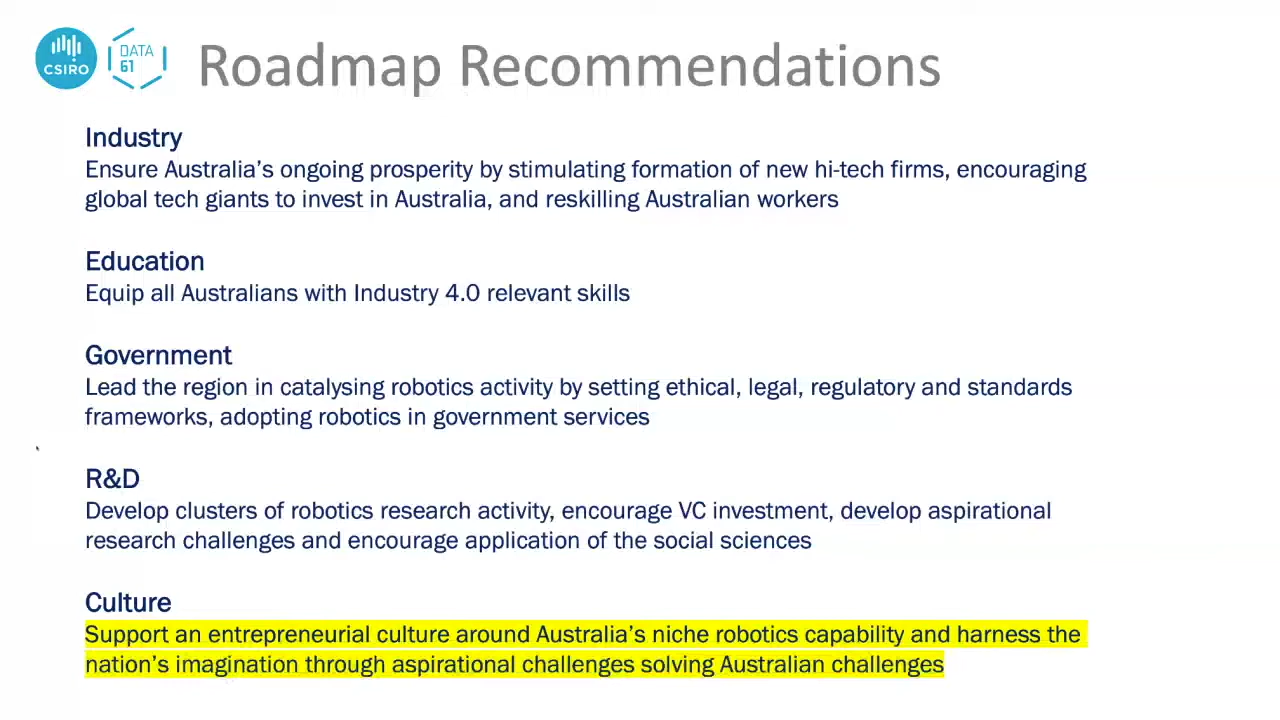 CSIRO
DATA
61
Roadmap Recommendations
Industry
Ensure Australia's ongoing prosperity by stimulating formation of new hi-tech firms, encouraging
global tech giants to invest in Australia, and reskilling Australian workers
Education
Equip all Australians with Industry 4.0 relevant skills
Government
Lead the region in catalysing robotics activity by setting ethical, legal, regulatory and standards
frameworks, adopting robotics in government services
R&D
Develop clusters of robotics research activity, encourage VC investment, develop aspirational
research challenges and encourage application of the social sciences
Culture
Support an entrepreneurial culture around Australia's niche robotics capability and harness the
nation's imagination through aspirational challenges solving Australian challenges